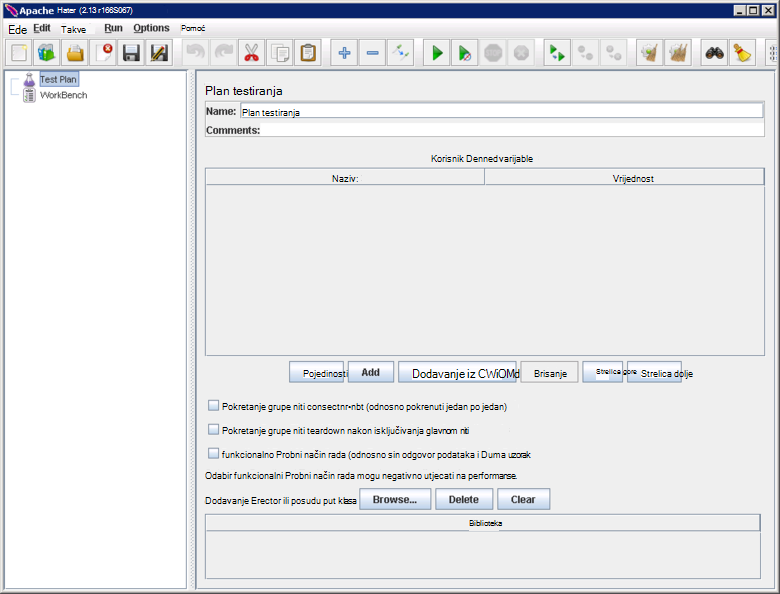 Apache Hater (2.13 r1665067)
Ede Edit Takve Run Options Pomoć
Test Plan
WorkBench
Plan testiranja
Name: Plan testiranja
Comments:
Korisnik Dennedvarijable
Naziv: Vrijednost
Pojedinosti Add Dodavanje iz CWiOMd Brisanje Strelica gore Strelica dolje
Pokretanje grupe niti consectnr-nbt (odnosno pokrenuti jedan po jedan)
Pokretanje grupe niti teardown nakon isključivanja glavnom niti
funkcionalno Probni način rada (odnosno sin odgovor podataka i Duma uzorak
Odabir funkcionalni Probni način rada mogu negativno utjecati na performanse.
Dodavanje Erector ili posudu put klasa Browse... Delete Clear
Biblioteka